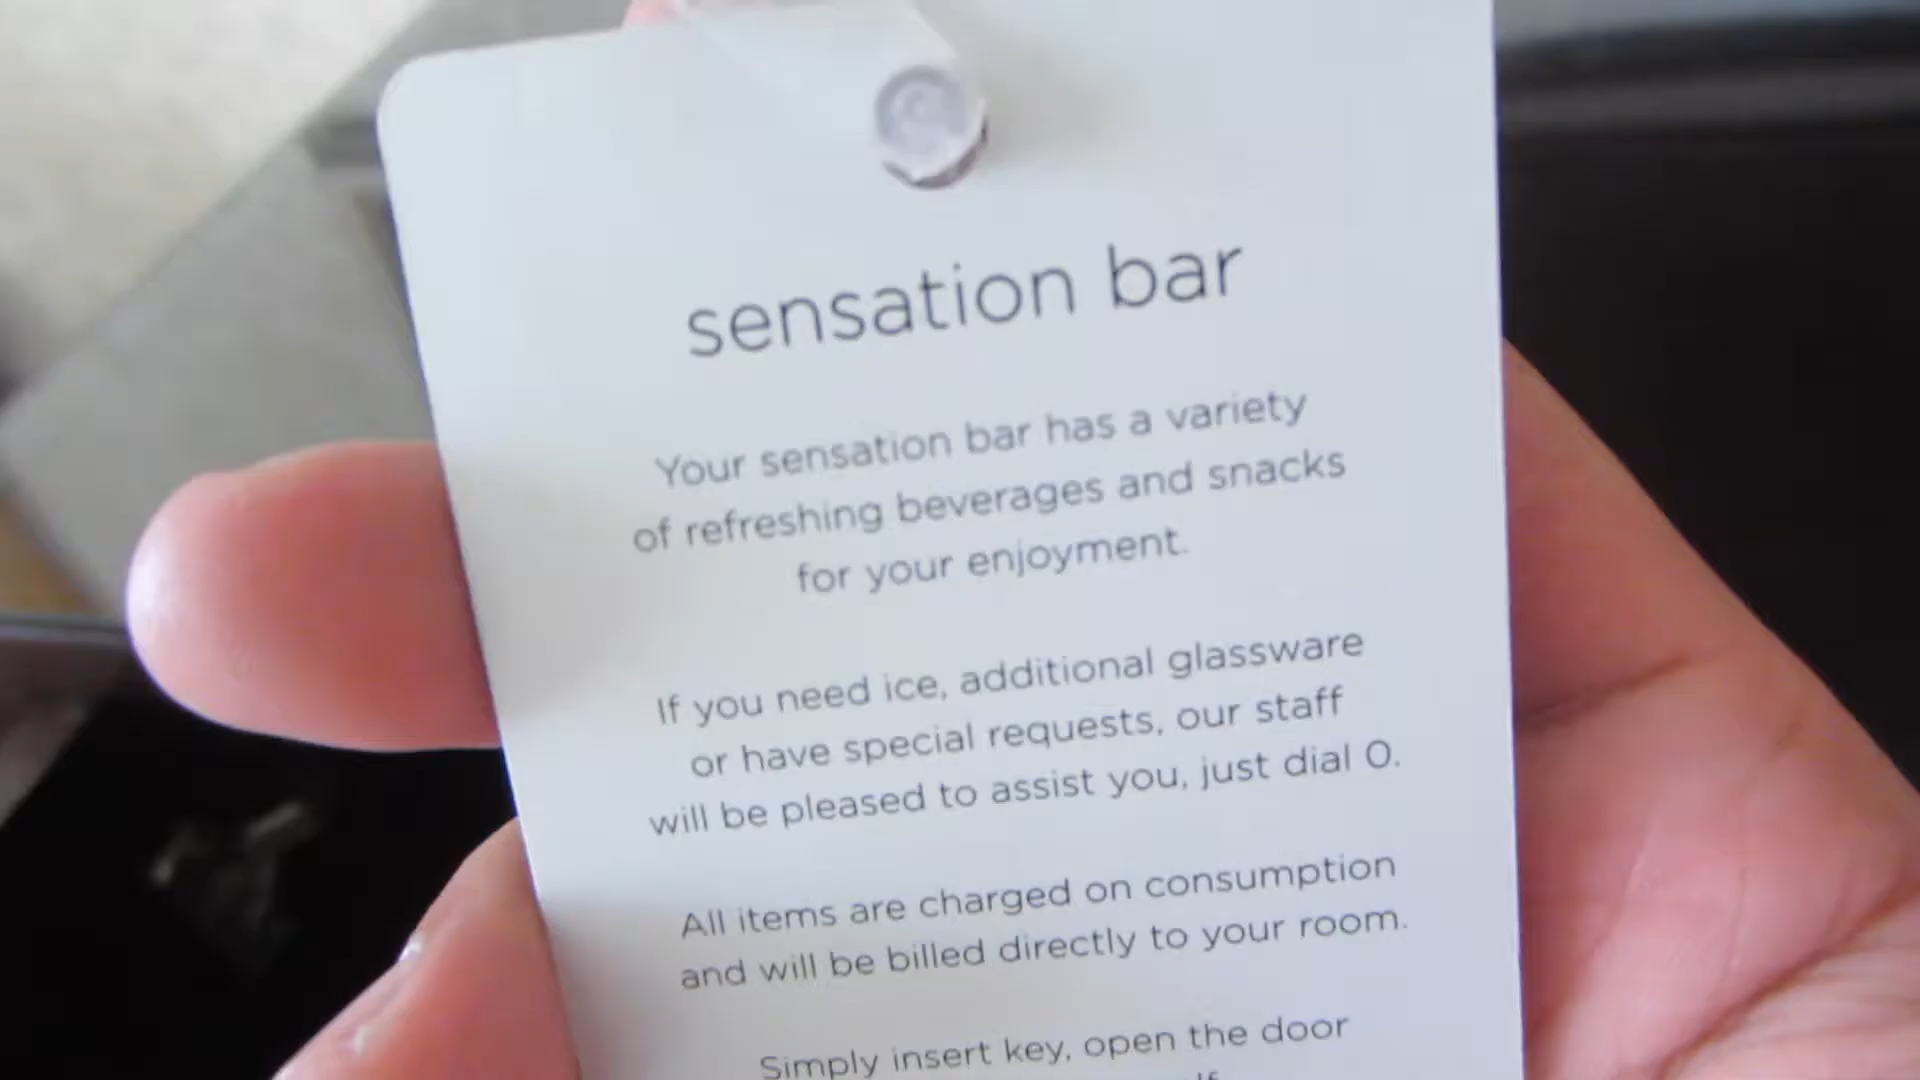 sensation bar
Your sensation bar has a variety
of refreshing beverages and snacks
for your enjoyment.
If you need ice, additional glassware
or have special requests, our staff
will be pleased to assist you, just dial O.
All items are charged on consumption
and will be billed directly to your room.
Simply insert key, open the door